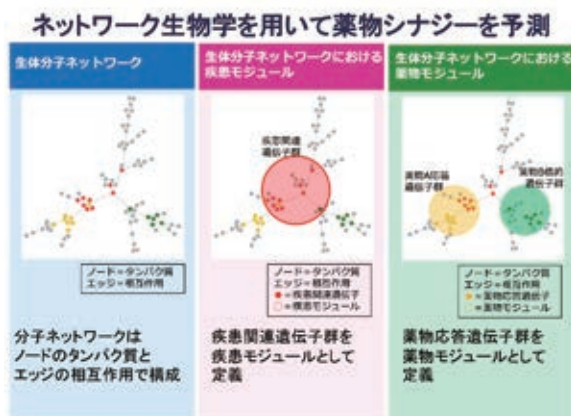 ネットワーク生物学を用いて薬物シナジーを予測
生体分子ネットワーク
ノード=タンパク質
エッジ=相互作用
分子ネットワークは
ノードのタンパク質と
エッジの相互作用で構成
生体分子ネットワークにおける
疾患モジュール
疾患関連
遺伝子群
ノード=タンパク質
エッジ=相互作用
=疾患関連遺伝子
=疾患モジュール
疾患関連遺伝子群を
疾患モジュールとして
定義
生体分子ネットワークにおける
薬物モジュール
薬物A応答
遺伝子群
遺伝子群
ノード=タンパク質
エッジ=相互作用
=薬物応答遺伝子
=薬物モジュール
薬物応答遺伝子群を
薬物モジュールとして
定義